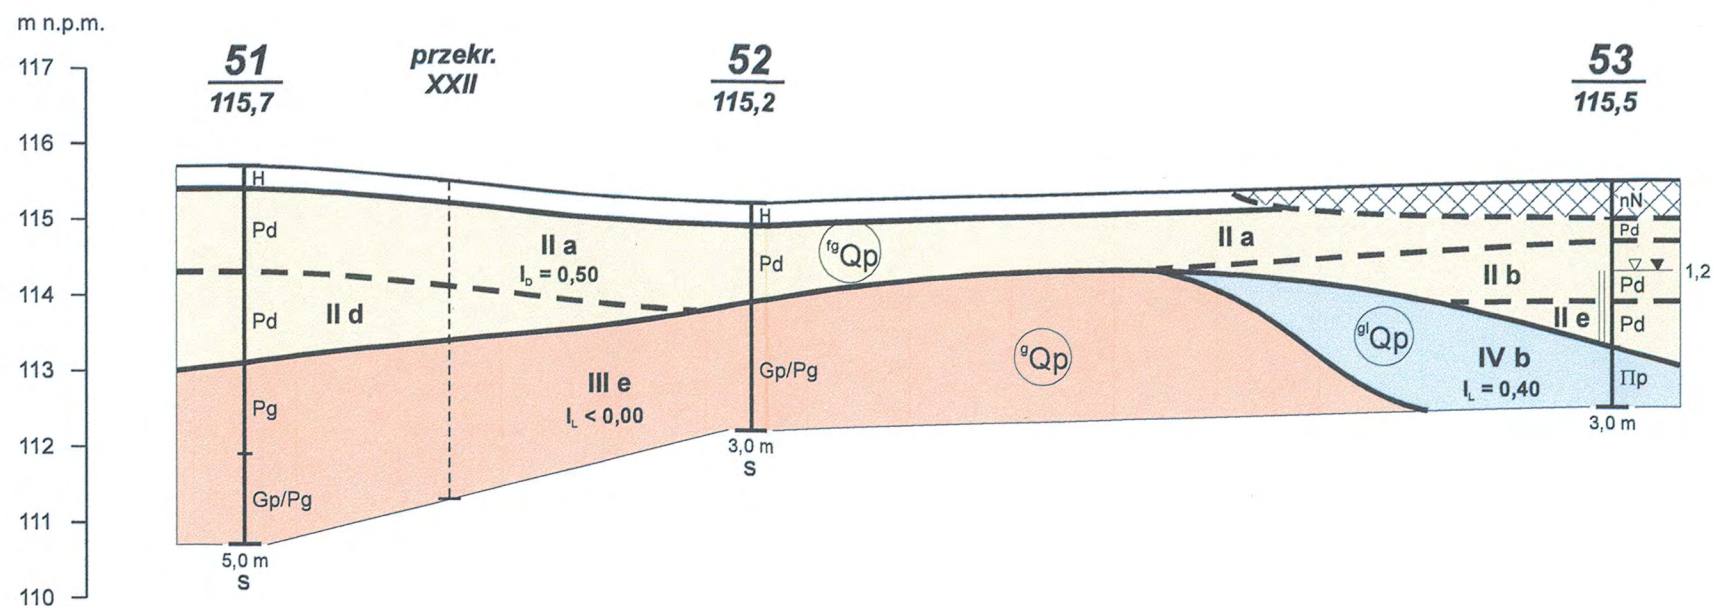 m n.p.m.
117
116
115
114
113
112
111
110
51
115,7
przekr.
XXII
52
115,2
53
115,5
H
Pd
Pd
Pg
Gp/Pg
5,0 m
S
II a
I_D = 0,50
II d
III e
I_L < 0,00
H
Pd
Gp/Pg
3,0 m
S
fgQp
gQp
II a
II b
II e
glQp
IV b
I_L = 0,40
nN
Pd
1,2
Pd
Pd
Πp
3,0 m